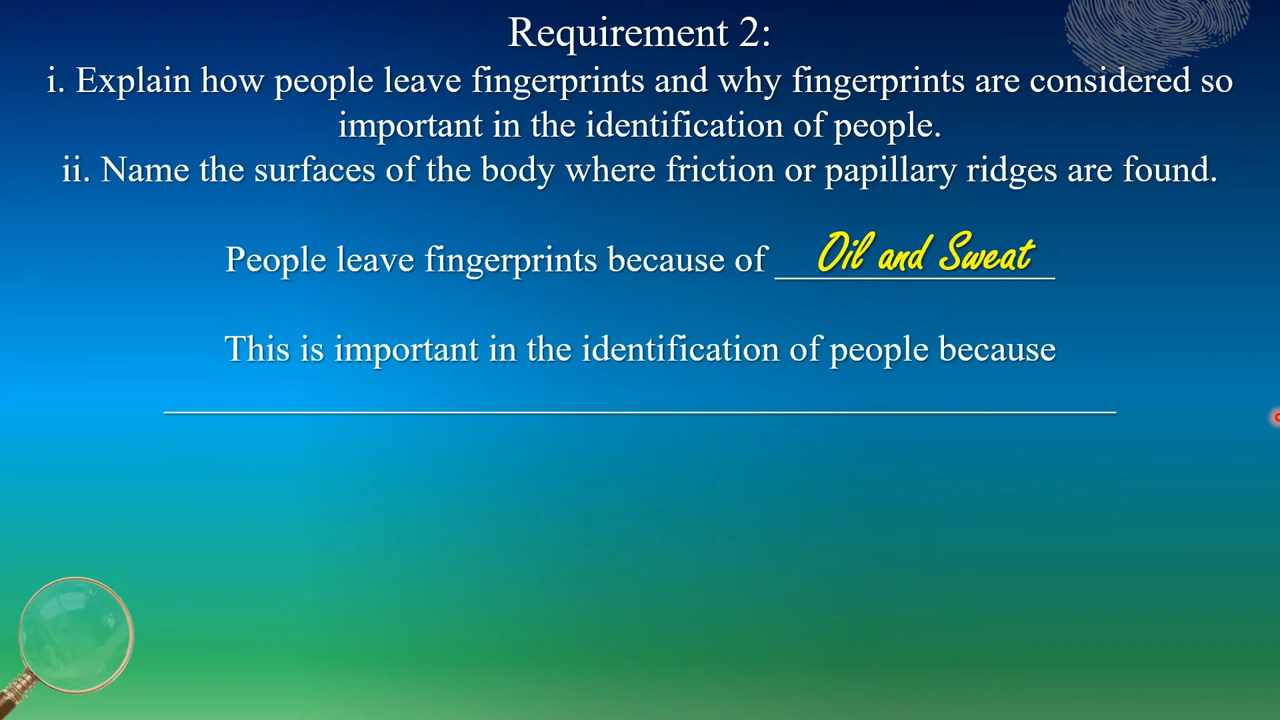 Requirement 2:
i. Explain how people leave fingerprints and why fingerprints are considered so
important in the identification of people.
ii. Name the surfaces of the body where friction or papillary ridges are found.
People leave fingerprints because of Oil and Sweat
This is important in the identification of people because